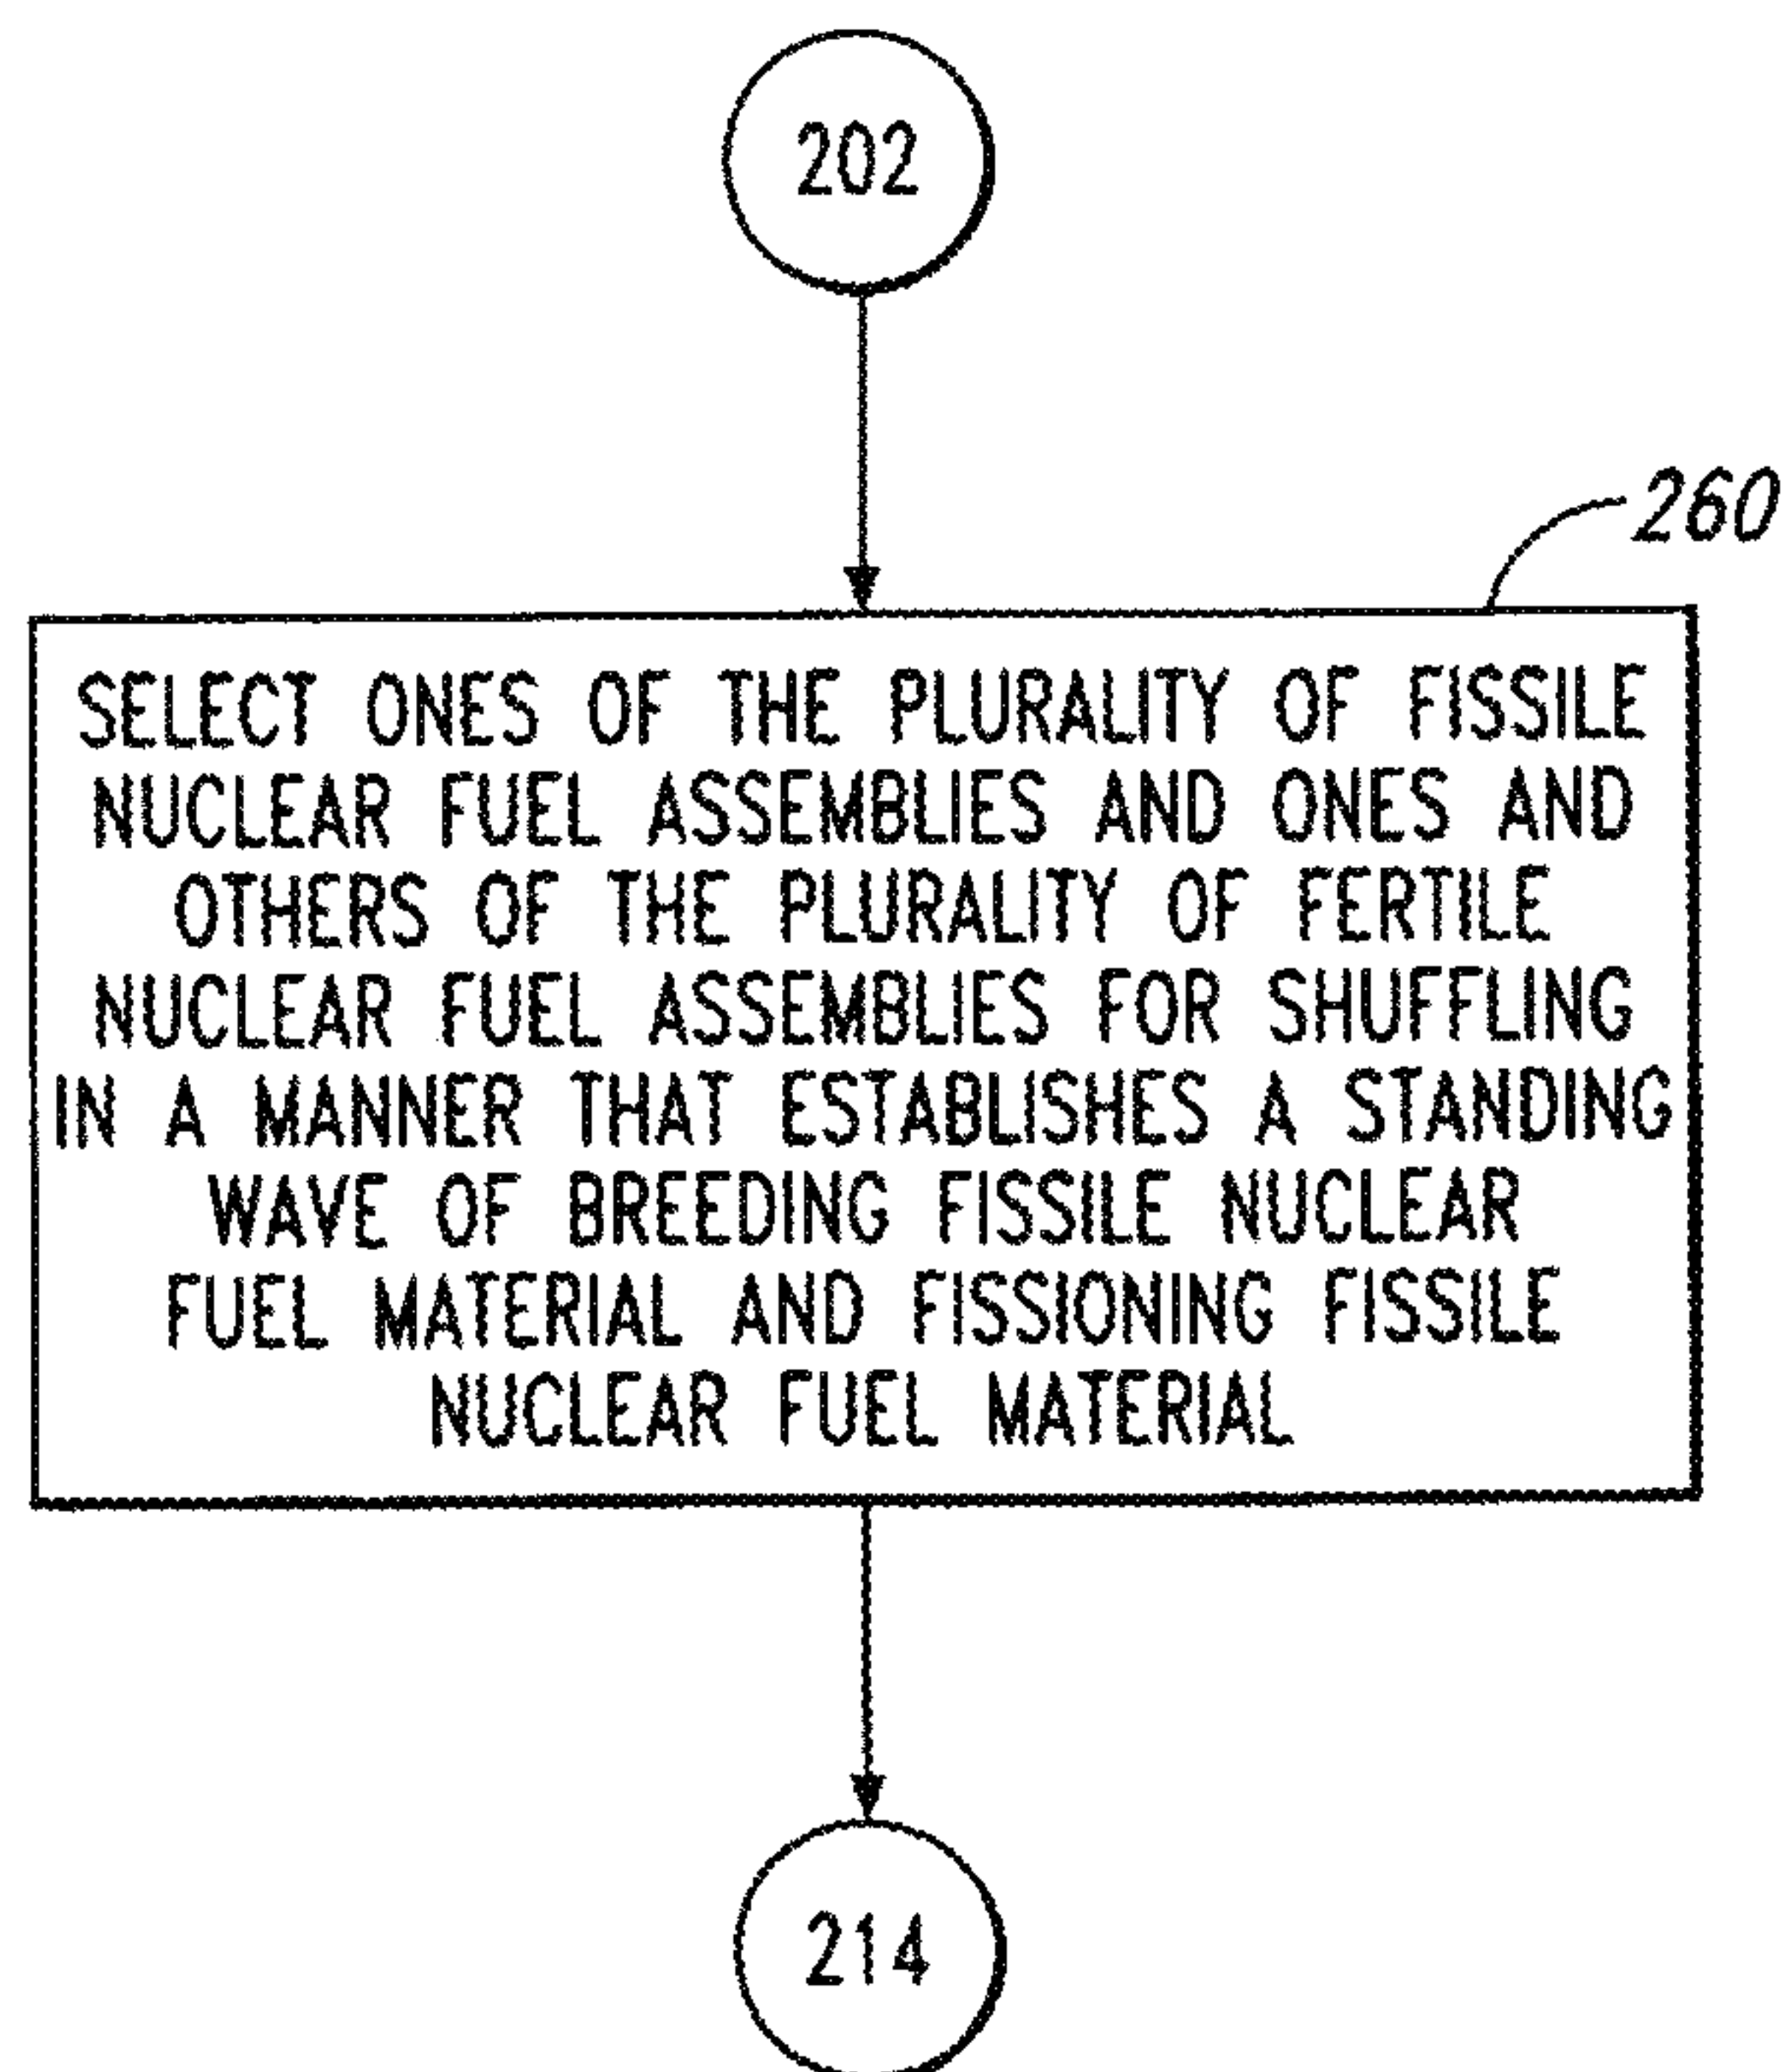 202
260
SELECT ONES OF THE PLURALITY OF FISSILE
NUCLEAR FUEL ASSEMBLIES AND ONES AND
OTHERS OF THE PLURALITY OF FERTILE
NUCLEAR FUEL ASSEMBLIES FOR SHUFFLING
IN A MANNER THAT ESTABLISHES A STANDING
WAVE OF BREEDING FISSILE NUCLEAR
FUEL MATERIAL AND FISSIONING FISSILE
NUCLEAR FUEL MATERIAL
214